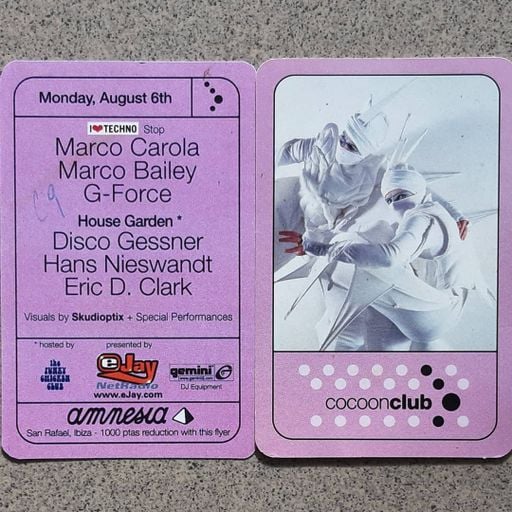 Monday, August 6th
I❤TECHNO Stop
Marco Carola
Marco Bailey
G-Force
House Garden *
Disco Gessner
Hans Nieswandt
Eric D. Clark
Visuals by Skudioptix + Special Performances
* hosted by
presented by
the
FUNKY
CHICKEN
CLUB
eJay
NetRadio
www.eJay.com
gemini
DJ Equipment
amnesia
San Rafael, Ibiza - 1000 ptas reduction with this flyer
C9
cocoonclub